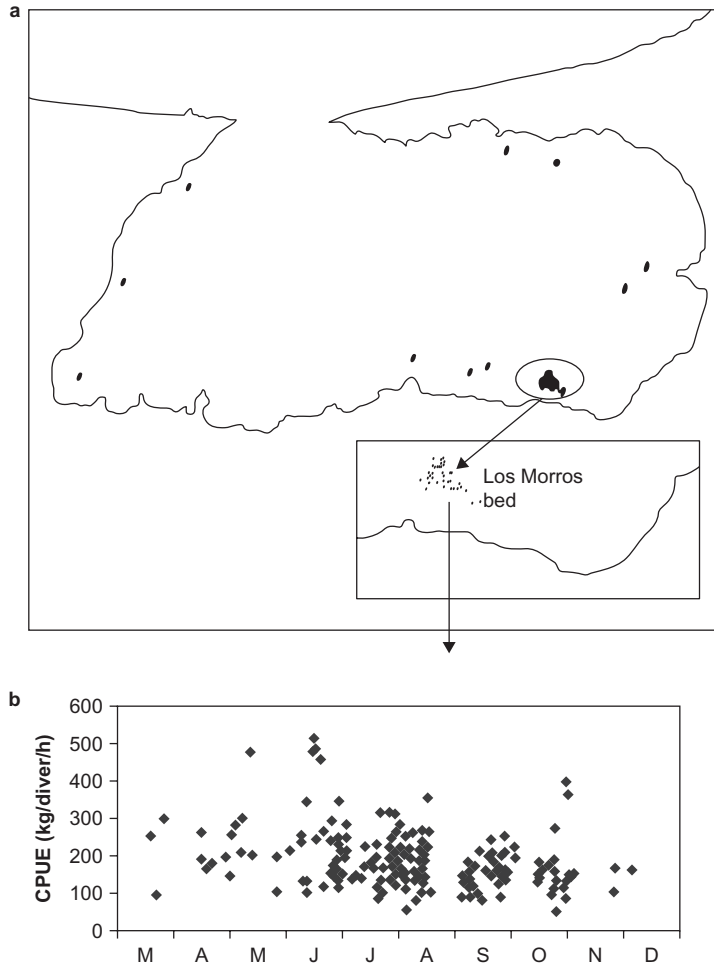 a
Los Morros
bed
b
600
500
400
300
200
100
0
CPUE (kg/diver/h)
M A M J J A S O N D